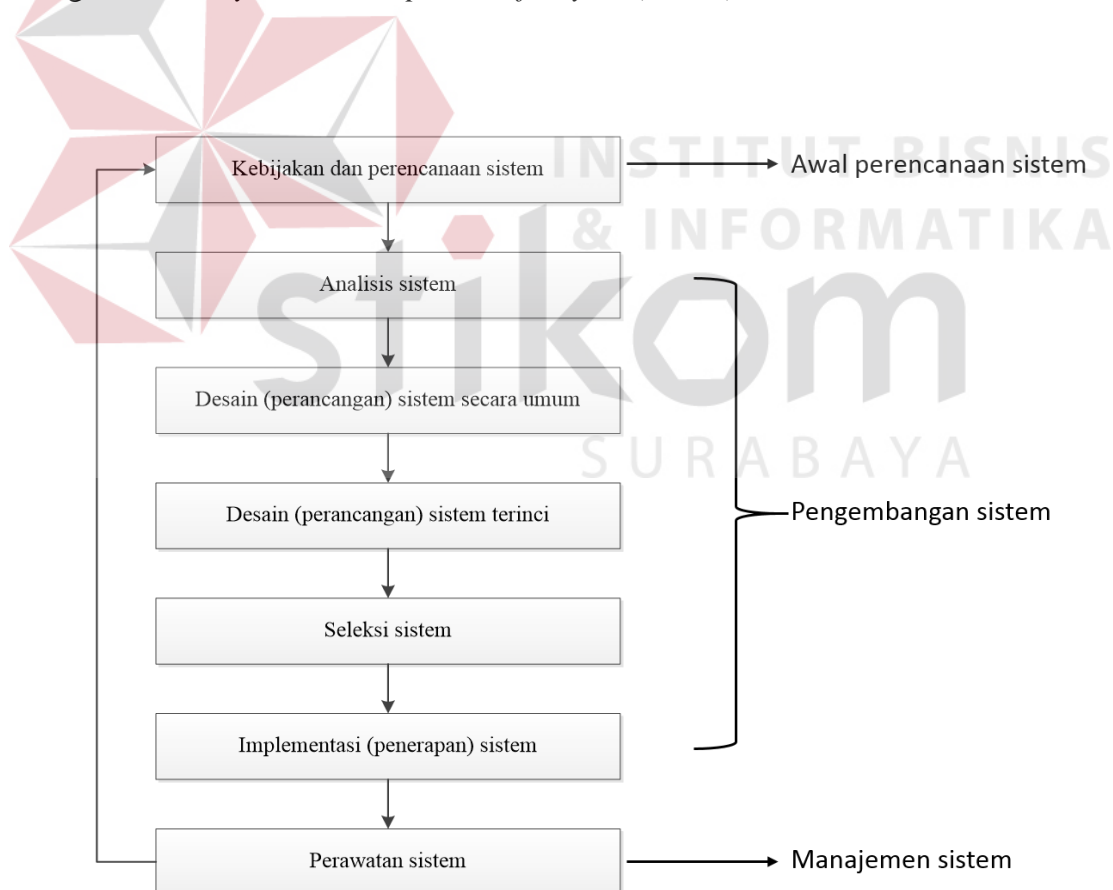 Kebijakan dan perencanaan sistem
Awal perencanaan sistem
Analisis sistem
Desain (perancangan) sistem secara umum
Desain (perancangan) sistem terinci
Pengembangan sistem
Seleksi sistem
Implementasi (penerapan) sistem
Perawatan sistem
Manajemen sistem
INSTITUT BISNIS
& INFORMATIKA
stikom
SURABAYA